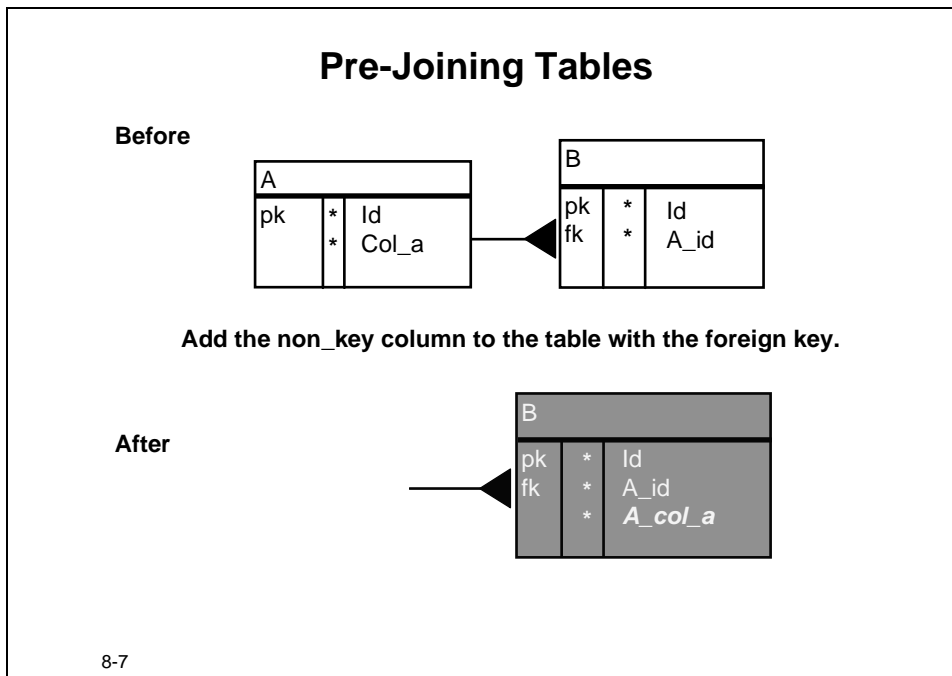 Pre-Joining Tables
Before
A
pk * Id
* Col_a
B
pk * Id
fk * A_id
Add the non_key column to the table with the foreign key.
After
B
pk * Id
fk * A_id
* A_col_a
8-7